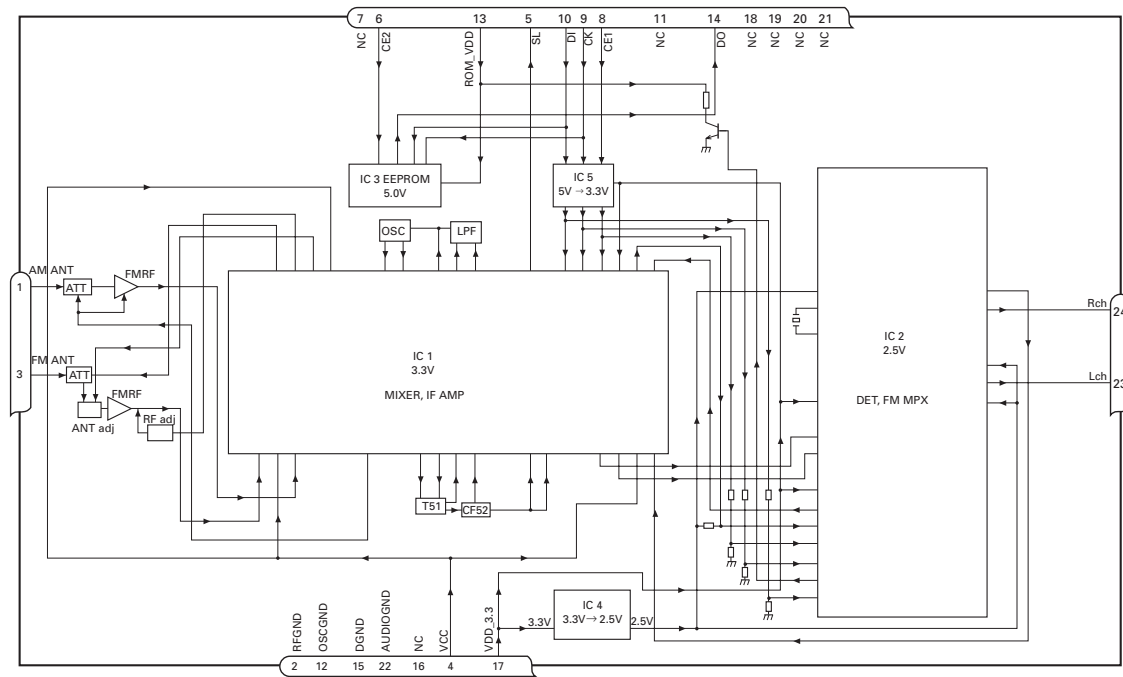 7 6 13 5 10 9 8 11 14 18 19 20 21
NC CE2 ROM_VDD SL DI CK CE1 NC DO NC NC NC NC
IC 3 EEPROM
5.0V
IC 5
5V → 3.3V
OSC
LPF
AM ANT
1
ATT
FMRF
FM ANT
3
ATT
FMRF
ANT adj
RF adj
IC 1
3.3V
MIXER, IF AMP
IC 2
2.5V
DET, FM MPX
Rch
24
Lch
23
T51
CF52
IC 4
3.3V → 2.5V
3.3V
2.5V
RFGND OSCGND DGND AUDIOGND NC VCC VDD_3.3
2 12 15 22 16 4 17